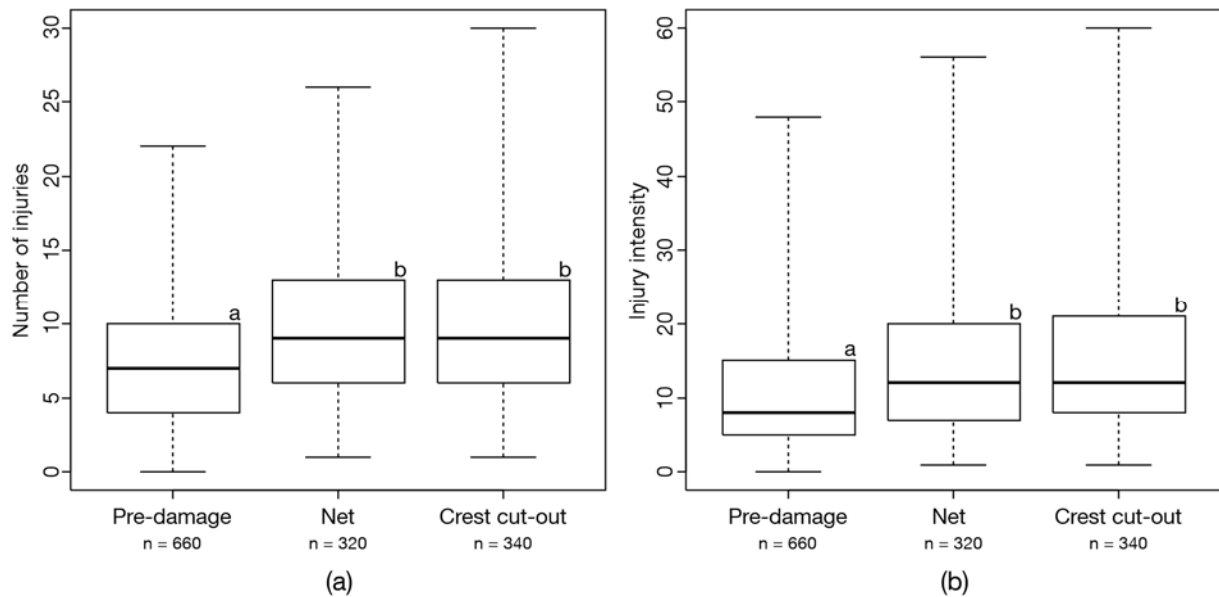 Number of injuries
30
25
20
15
10
5
0
a
b
b
Pre-damage
Net
Crest cut-out
n = 660
n = 320
n = 340
(a)
Injury intensity
60
50
40
30
20
10
0
a
b
b
Pre-damage
Net
Crest cut-out
n = 660
n = 320
n = 340
(b)